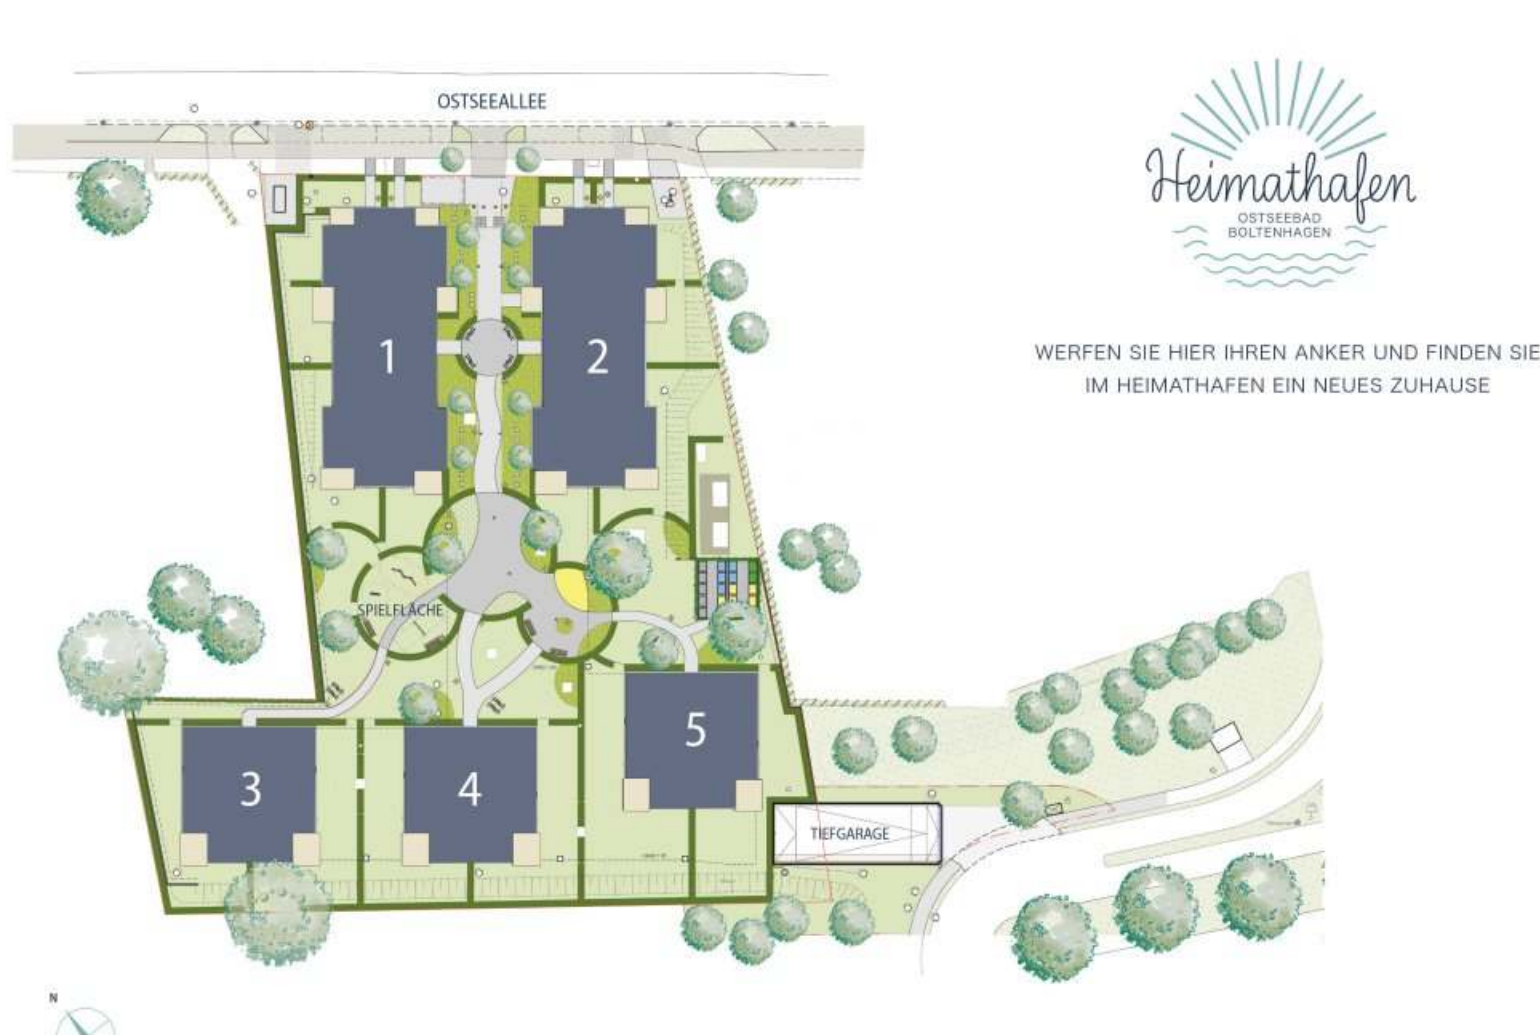 OSTSEEALLEE
Heimathafen
OSTSEEBAD
BOLTENHAGEN
WERFEN SIE HIER IHREN ANKER UND FINDEN SIE
IM HEIMATHAFEN EIN NEUES ZUHAUSE
1
2
SPIELFLÄCHE
3
4
5
TIEFGARAGE
N